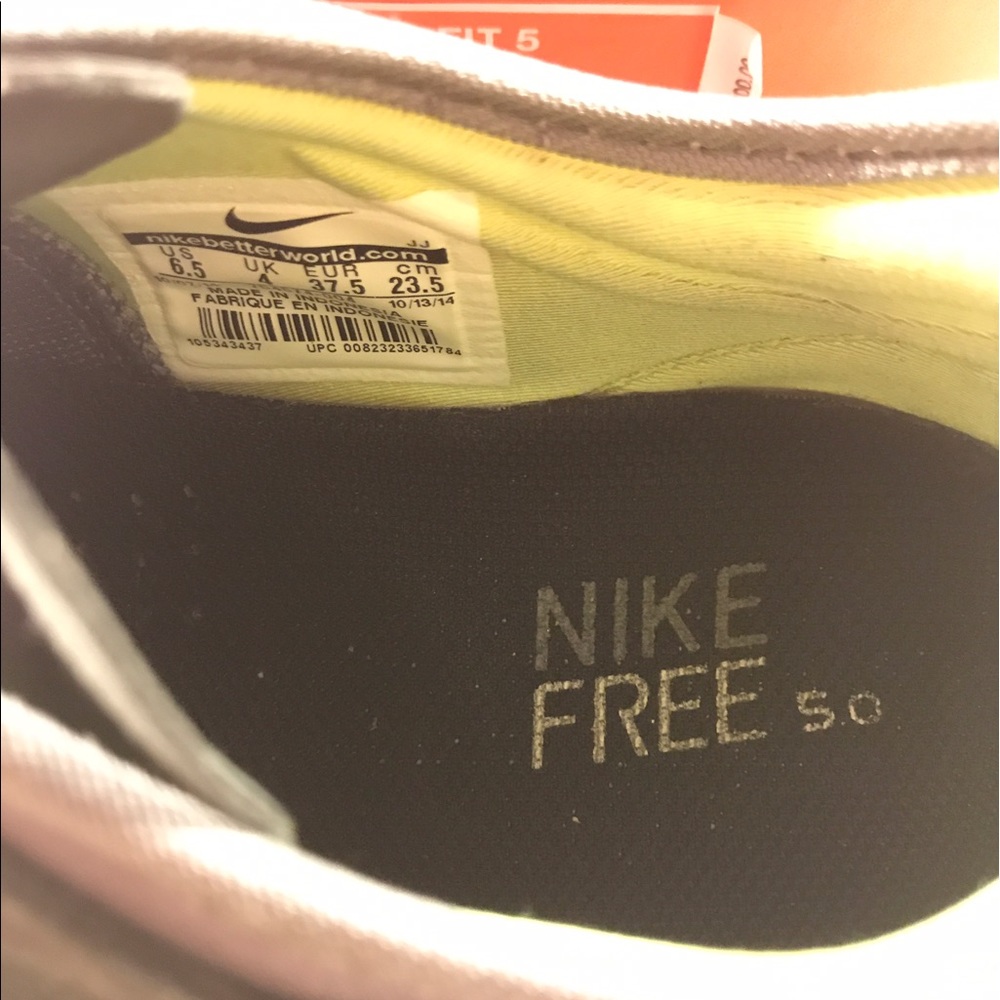 FIT 5
nikebetterworld.com
JJ
US UK EUR cm
6.5 4 37.5 23.5
10/13/14
MADE IN INDONESIA
FABRIQUE EN INDONESIE
105343437 UPC 00823233651784
NIKE
FREE 5.0